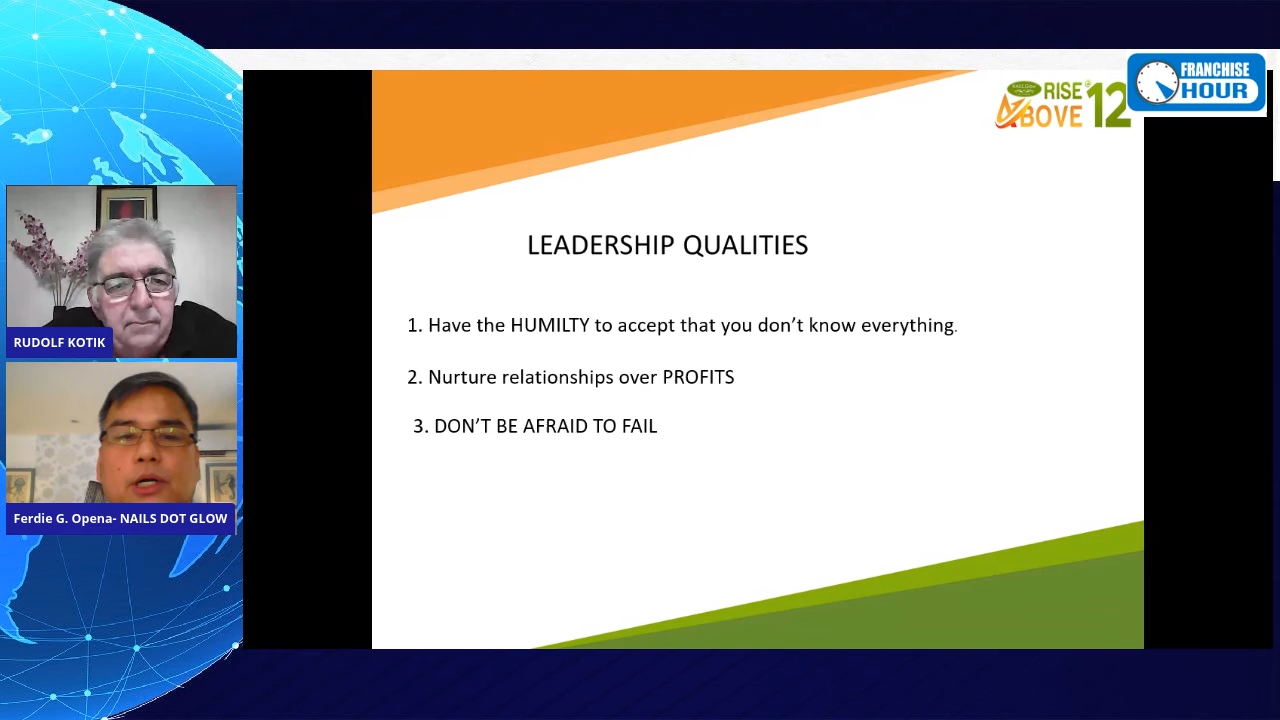 FRANCHISE
HOUR
RISE
ABOVE
12
LEADERSHIP QUALITIES
1. Have the HUMILTY to accept that you don’t know everything.
2. Nurture relationships over PROFITS
3. DON’T BE AFRAID TO FAIL
RUDOLF KOTIK
Ferdie G. Opena- NAILS DOT GLOW